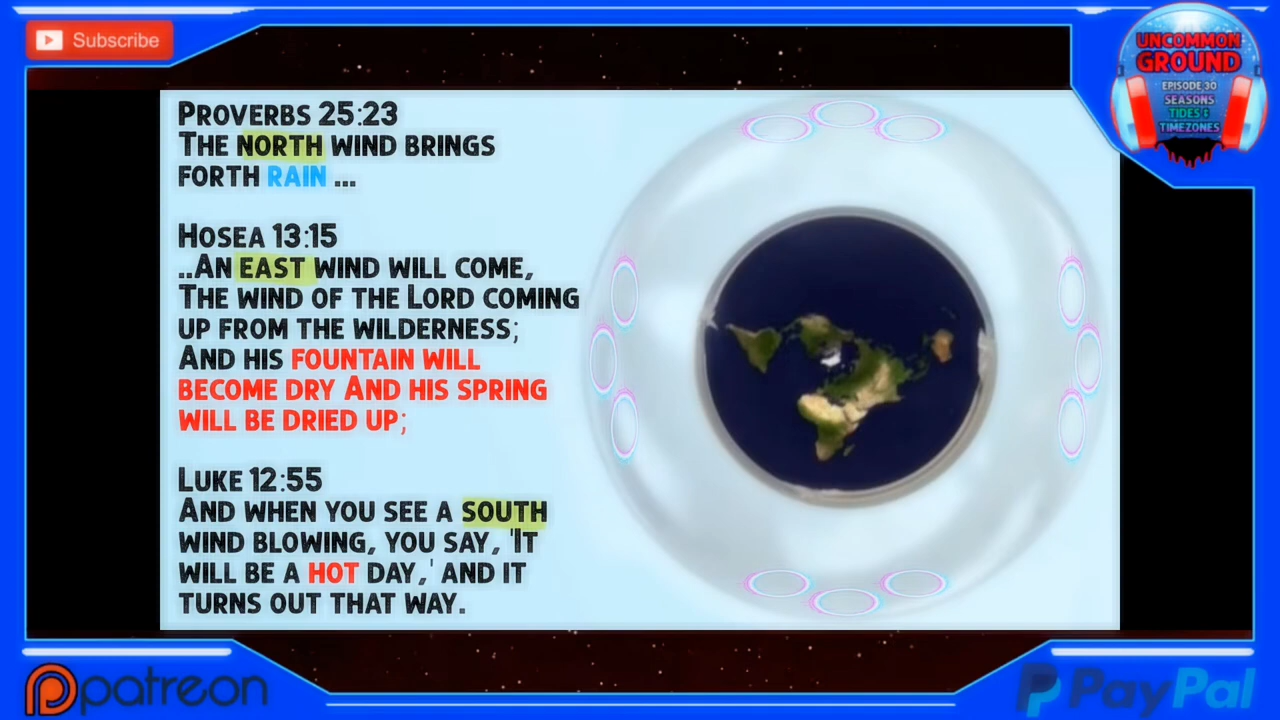 Subscribe
UNCOMMON
GROUND
EPISODE 30
SEASONS
TIDES &
TIMEZONES
PROVERBS 25:23
THE NORTH WIND BRINGS
FORTH RAIN ...
HOSEA 13:15
..AN EAST WIND WILL COME,
THE WIND OF THE LORD COMING
UP FROM THE WILDERNESS;
AND HIS FOUNTAIN WILL
BECOME DRY AND HIS SPRING
WILL BE DRIED UP;
LUKE 12:55
AND WHEN YOU SEE A SOUTH
WIND BLOWING, YOU SAY, 'IT
WILL BE A HOT DAY,' AND IT
TURNS OUT THAT WAY.
patreon
PayPal